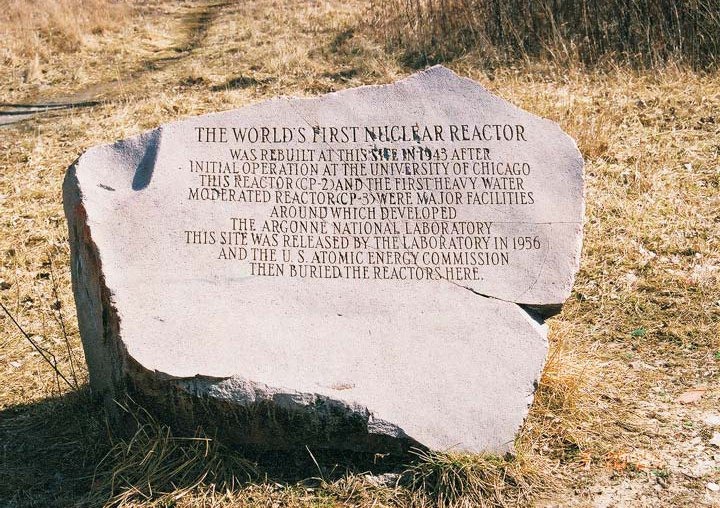 THE WORLD'S FIRST NUCLEAR REACTOR
WAS REBUILT AT THIS SITE IN 1943 AFTER
INITIAL OPERATION AT THE UNIVERSITY OF CHICAGO
THIS REACTOR (CP-2) AND THE FIRST HEAVY WATER
MODERATED REACTOR (CP-3) WERE MAJOR FACILITIES
AROUND WHICH DEVELOPED
THE ARGONNE NATIONAL LABORATORY
THIS SITE WAS RELEASED BY THE LABORATORY IN 1956
AND THE U. S. ATOMIC ENERGY COMMISSION
THEN BURIED THE REACTORS HERE.